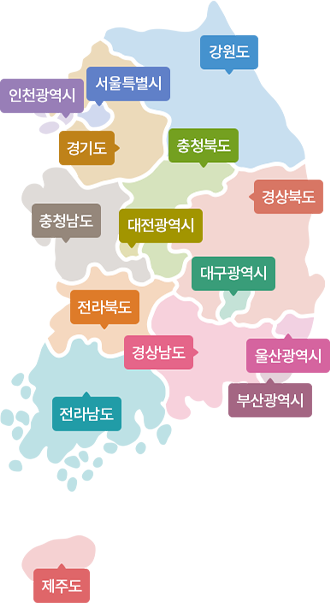 강원도
서울특별시
인천광역시
경기도
충청북도
경상북도
충청남도
대전광역시
대구광역시
전라북도
경상남도
울산광역시
부산광역시
전라남도
제주도